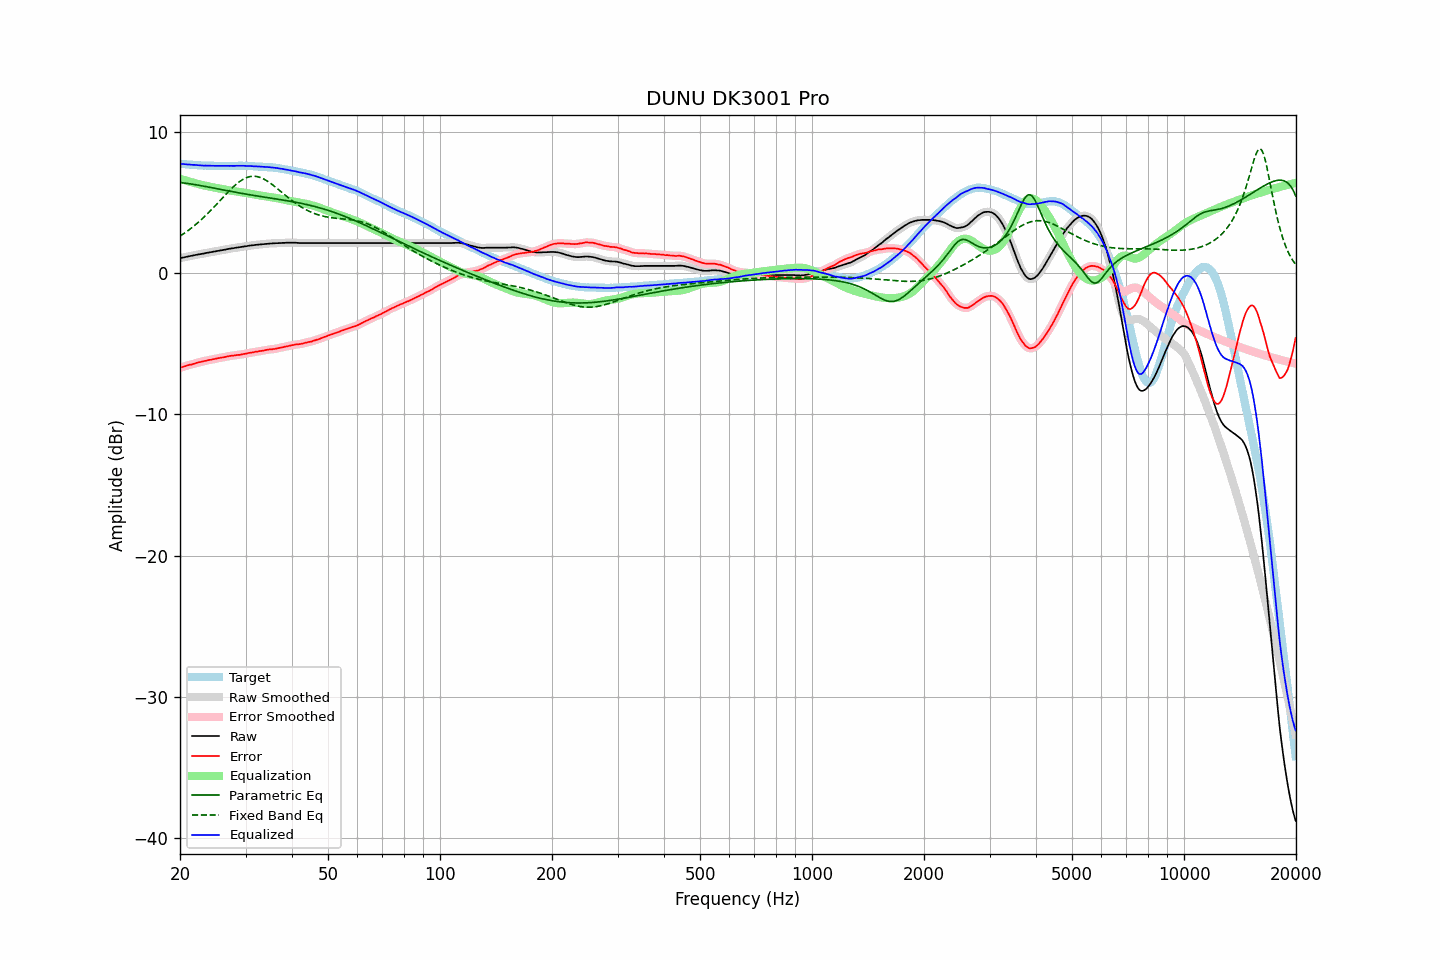 DUNU DK3001 Pro
10
0
−10
−20
−30
−40
Amplitude (dBr)
Target
Raw Smoothed
Error Smoothed
Raw
Error
Equalization
Parametric Eq
Fixed Band Eq
Equalized
20 50 100 200 500 1000 2000 5000 10000 20000
Frequency (Hz)